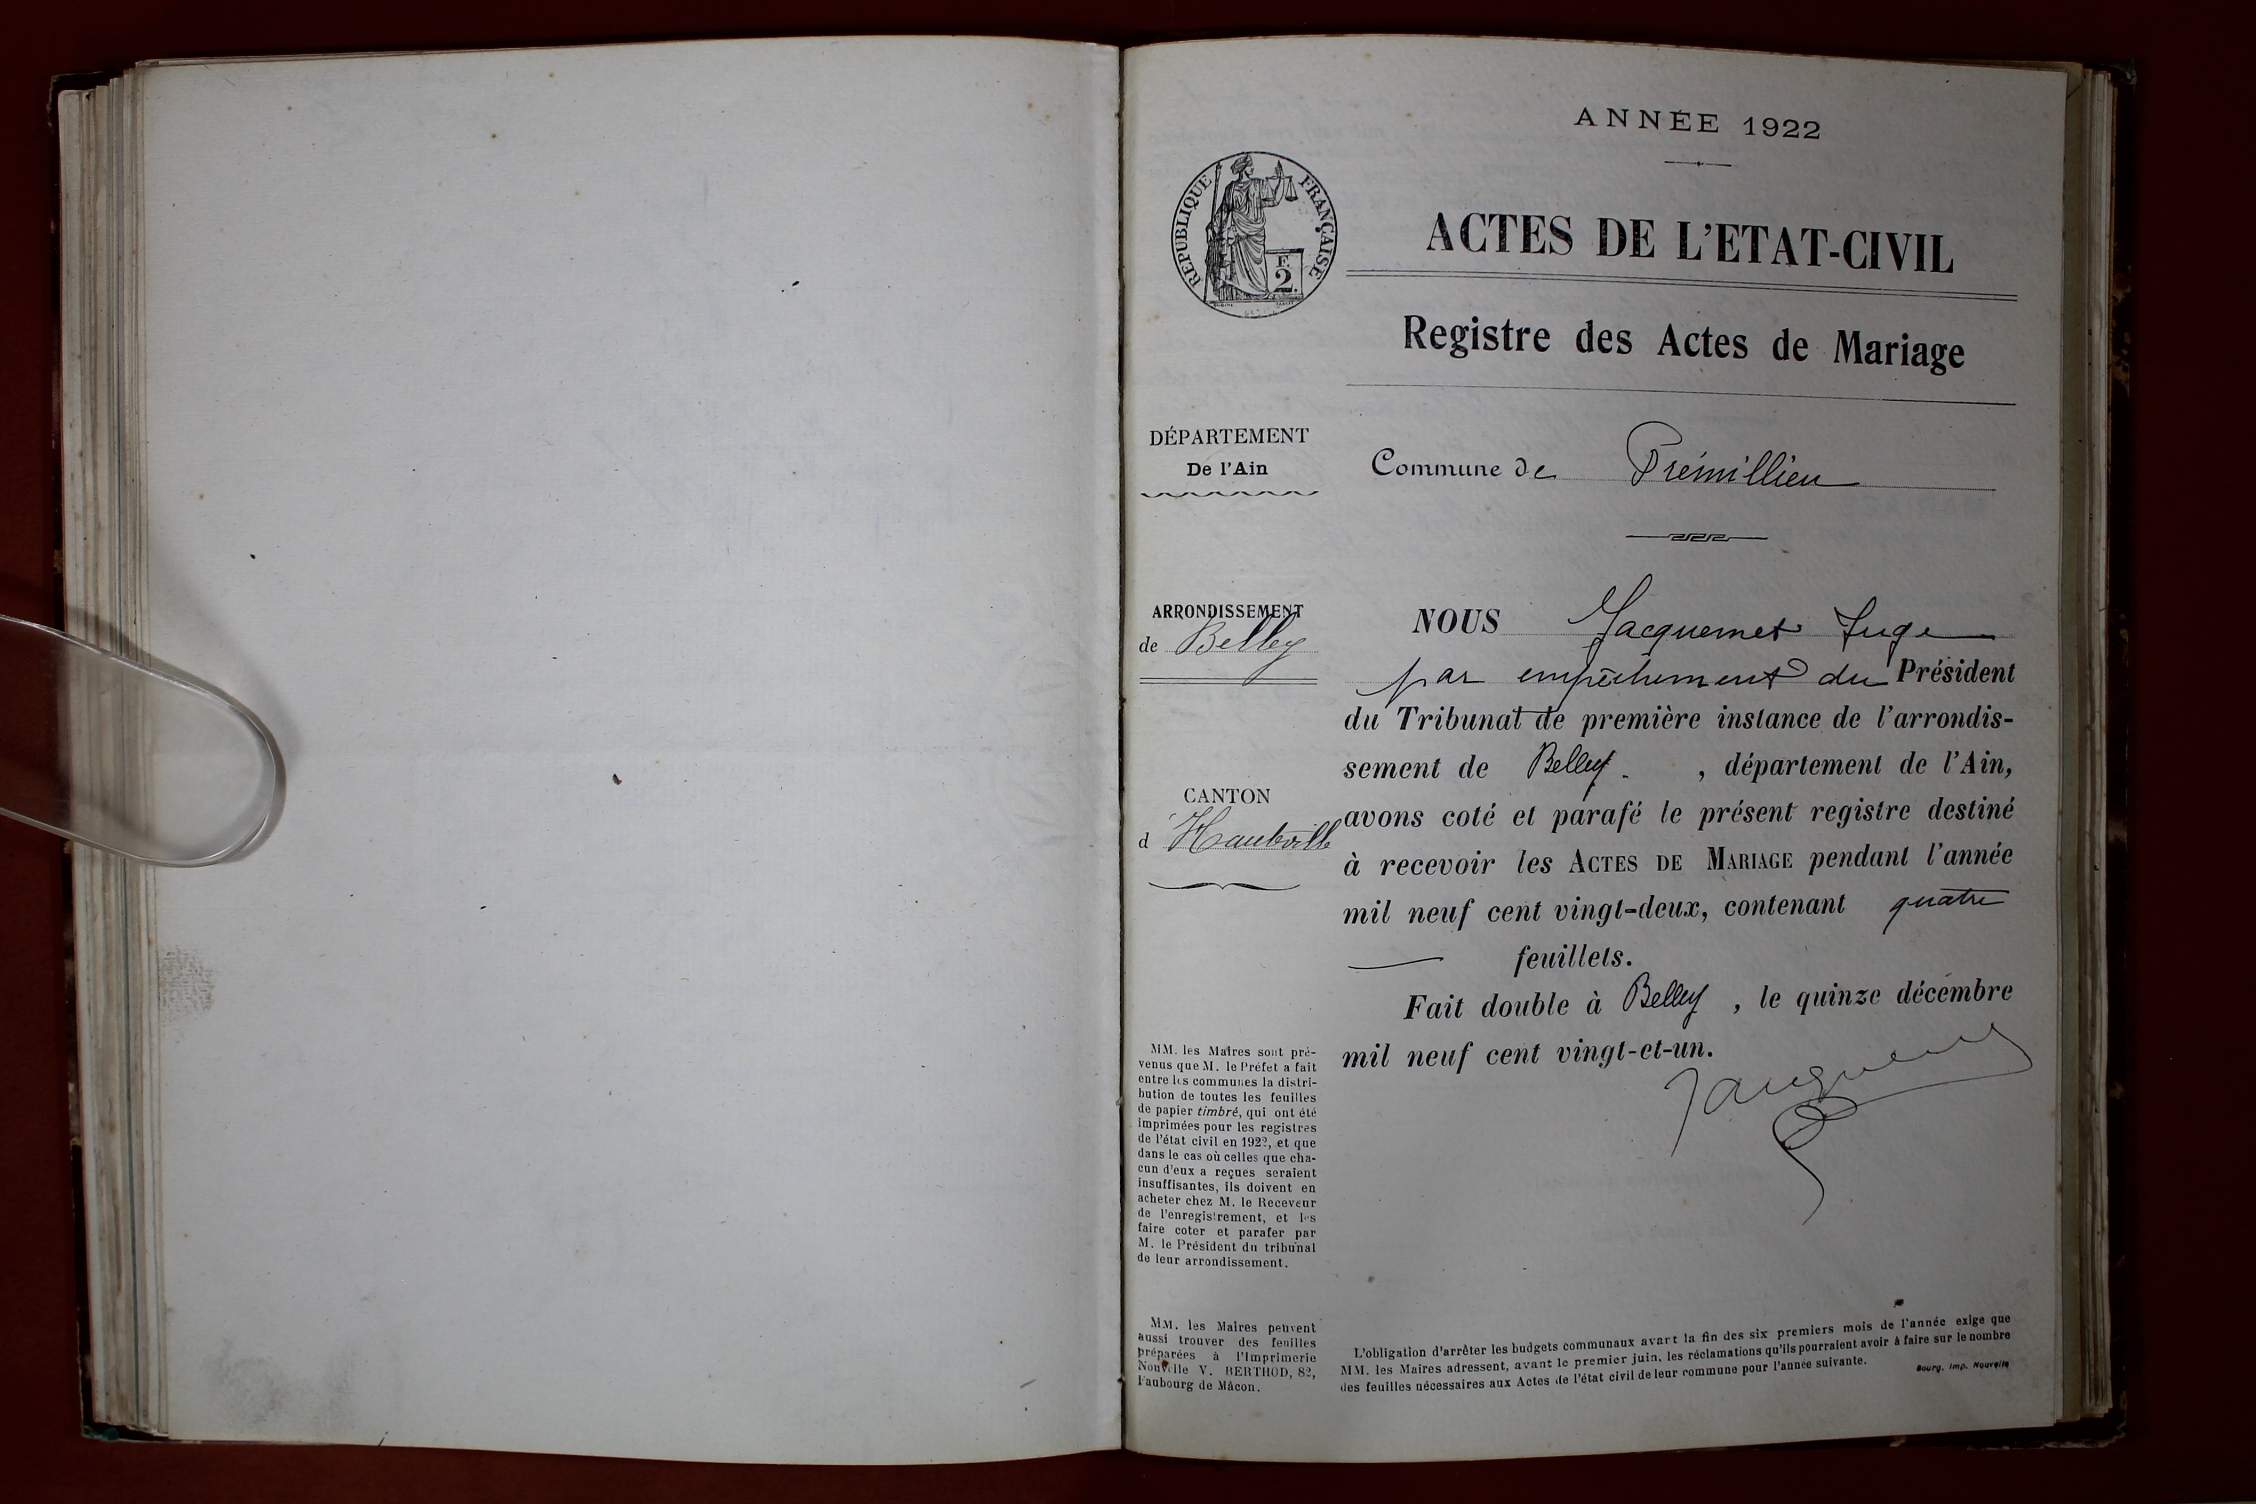 ANNÉE 1922
RÉPUBLIQUE FRANÇAISE
F.
2.
ACTES DE L'ETAT-CIVIL
Registre des Actes de Mariage
DÉPARTEMENT
De l'Ain
Commune de Prémillieu
ARRONDISSEMENT
de Belley
CANTON
d'Hauteville
NOUS Jacquemet Juge
par empêchement du Président
du Tribunal de première instance de l'arrondis-
sement de Belley. , département de l'Ain,
avons coté et parafé le présent registre destiné
à recevoir les ACTES DE MARIAGE pendant l'année
mil neuf cent vingt-deux, contenant quatre
feuillets.
Fait double à Belley , le quinze décembre
mil neuf cent vingt-et-un.
Jacquemet
MM. les Maires sont pré-
venus que M. le Préfet a fait
entre les communes la distri-
bution de toutes les feuilles
de papier timbré, qui ont été
imprimées pour les registres
de l'état civil en 1922, et que
dans le cas où celles que cha-
cun d'eux a reçues seraient
insuffisantes, ils doivent en
acheter chez M. le Receveur
de l'enregistrement, et les
faire coter et parafer par
M. le Président du tribunal
de leur arrondissement.
MM. les Maires peuvent
aussi trouver des feuilles
préparées à l'Imprimerie
Nouvelle V. BERTHOD, 82,
Faubourg de Mâcon.
L'obligation d'arrêter les budgets communaux avart la fin des six premiers mois de l'année exige que
MM. les Maires adressent, avant le premier juin, les réclamations qu'ils pourraient avoir à faire sur le nombre
des feuilles nécessaires aux Actes de l'état civil de leur commune pour l'année suivante.
Bourg, Imp. Nouvelle